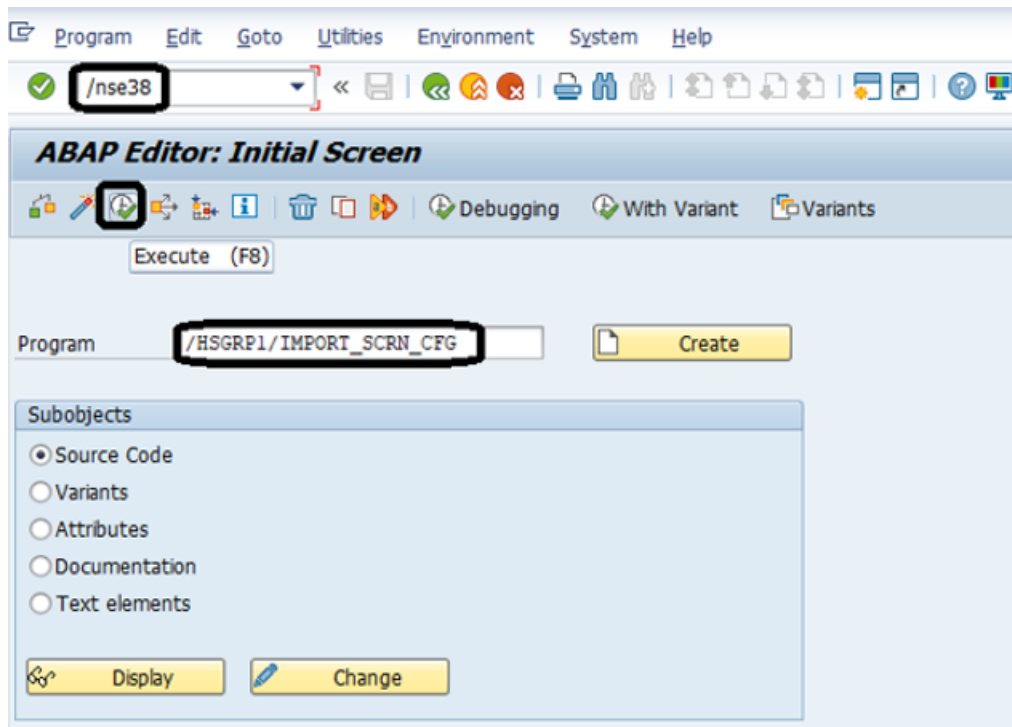 Program Edit Goto Utilities Environment System Help
/nse38
ABAP Editor: Initial Screen
Debugging With Variant Variants
Execute (F8)
Program /HSGRP1/IMPORT_SCRN_CFG Create
Subobjects
Source Code
Variants
Attributes
Documentation
Text elements
Display Change